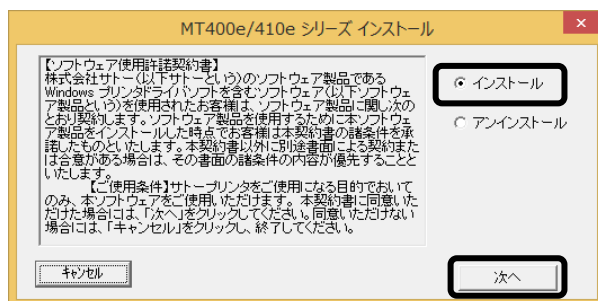 MT400e/410e シリーズ インストール
【ソフトウェア使用許諾契約書】
株式会社サトー（以下サトーという）のソフトウェア製品である
Windows プリンタドライバソフトを含むソフトウェア（以下ソフトウェ
ア製品という）を使用されたお客様は、ソフトウェア製品に関し次の
とおり契約します。ソフトウェア製品を使用するために本ソフトウェ
ア製品をインストールした時点でお客様は本契約書の諸条件を承
諾したものといたします。本契約書以外に別途書面による契約また
は合意がある場合は、その書面の諸条件の内容が優先することと
いたします。
【ご使用条件】サトープリンタをご使用になる目的でおいて
のみ、本ソフトウェアをご使用いただけます。本契約書に同意いた
だけた場合には、「次へ」をクリックしてください。同意いただけない
場合には、「キャンセル」をクリックし、終了してください。
インストール
アンインストール
キャンセル
次へ